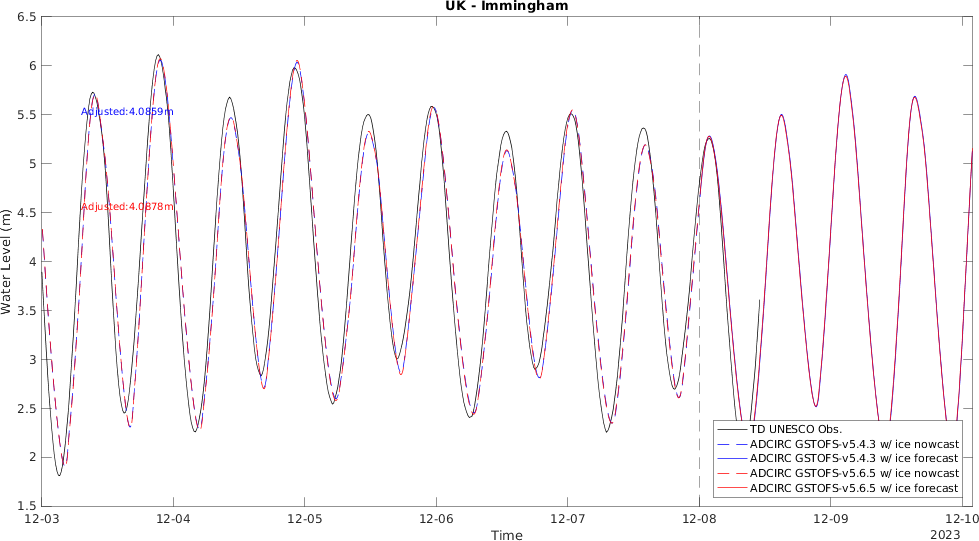 UK - Immingham
6.5
6
5.5
5
4.5
4
3.5
3
2.5
2
1.5
Water Level (m)
Adjusted:4.0859m
Adjusted:4.0878m
TD UNESCO Obs.
ADCIRC GSTOFS-v5.4.3 w/ ice nowcast
ADCIRC GSTOFS-v5.4.3 w/ ice forecast
ADCIRC GSTOFS-v5.6.5 w/ ice nowcast
ADCIRC GSTOFS-v5.6.5 w/ ice forecast
12-03 12-04 12-05 12-06 12-07 12-08 12-09 12-10
Time
2023